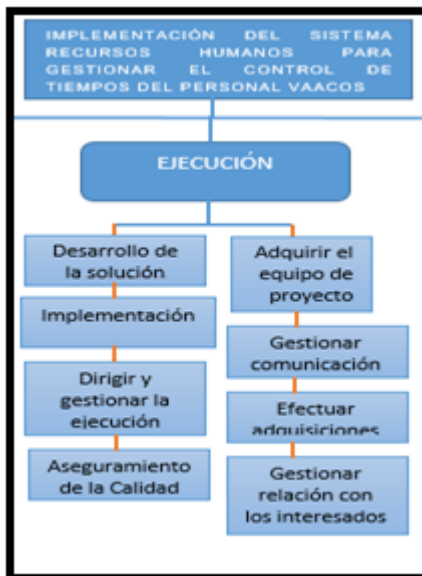 IMPLEMENTACIÓN DEL SISTEMA
RECURSOS HUMANOS PARA
GESTIONAR EL CONTROL DE
TIEMPOS DEL PERSONAL VAACOS
EJECUCIÓN
Desarrollo de
la solución
Implementación
Dirigir y
gestionar la
ejecución
Aseguramiento
de la Calidad
Adquirir el
equipo de
proyecto
Gestionar
comunicación
Efectuar
adquisiciones
Gestionar
relación con
los interesados